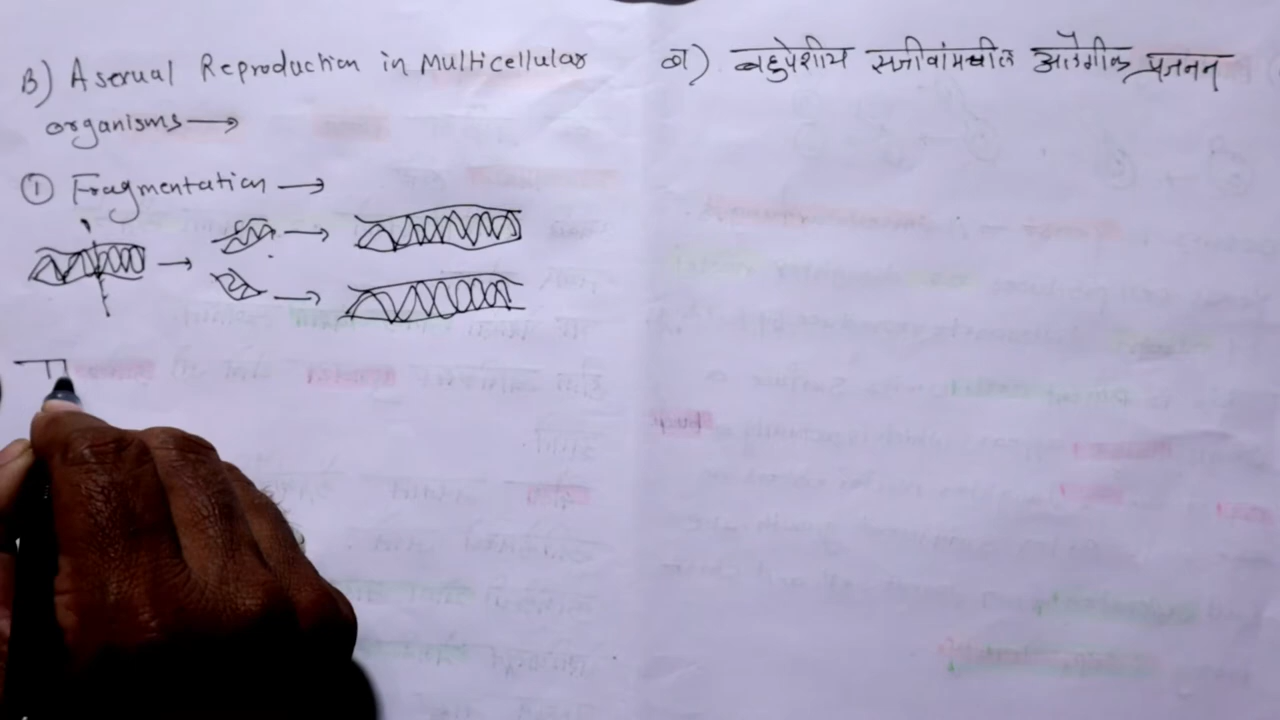 B) Asexual Reproduction in Multicellular
organisms →
① Fragmentation →
ब) बहुपेशीय सजीवांमधील अलैंगीक प्रजनन